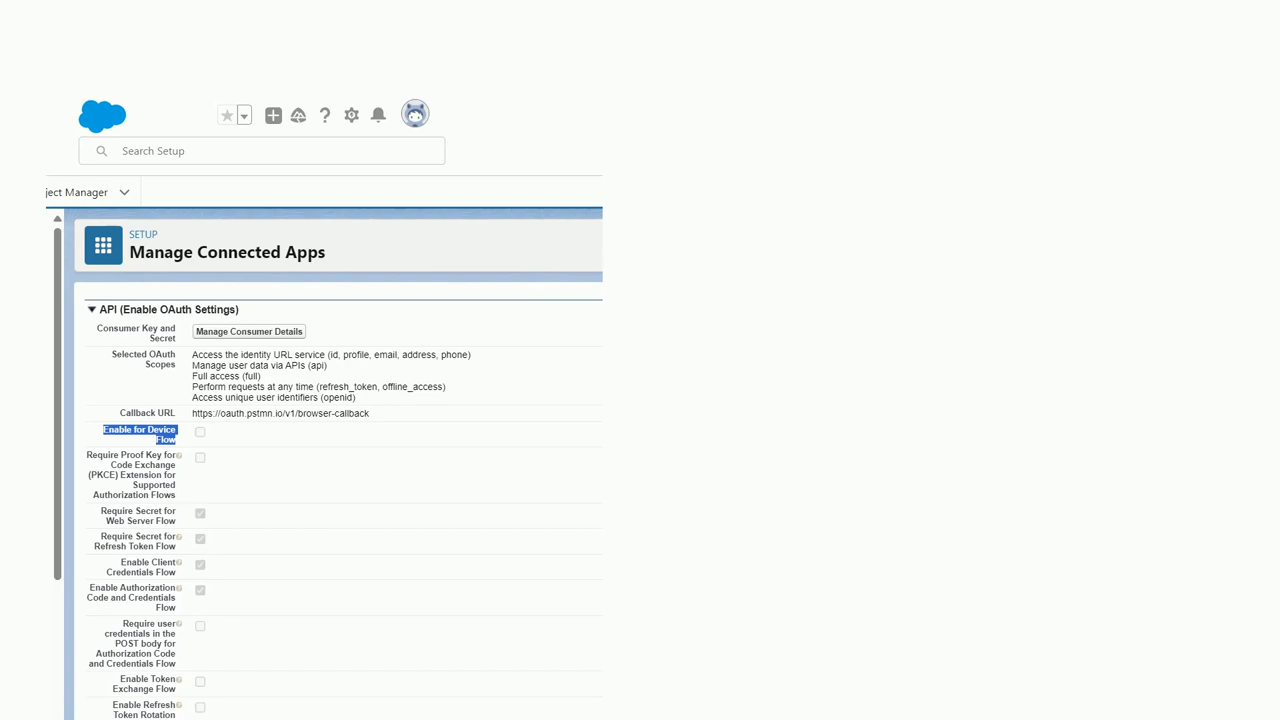 Search Setup
ject Manager
SETUP
Manage Connected Apps
API (Enable OAuth Settings)
Consumer Key and
Secret
Manage Consumer Details
Selected OAuth
Scopes
Access the identity URL service (id, profile, email, address, phone)
Manage user data via APIs (api)
Full access (full)
Perform requests at any time (refresh_token, offline_access)
Access unique user identifiers (openid)
Callback URL
https://oauth.pstmn.io/v1/browser-callback
Enable for Device
Flow
Require Proof Key for
Code Exchange
(PKCE) Extension for
Supported
Authorization Flows
Require Secret for
Web Server Flow
Require Secret for
Refresh Token Flow
Enable Client
Credentials Flow
Enable Authorization
Code and Credentials
Flow
Require user
credentials in the
POST body for
Authorization Code
and Credentials Flow
Enable Token
Exchange Flow
Enable Refresh
Token Rotation